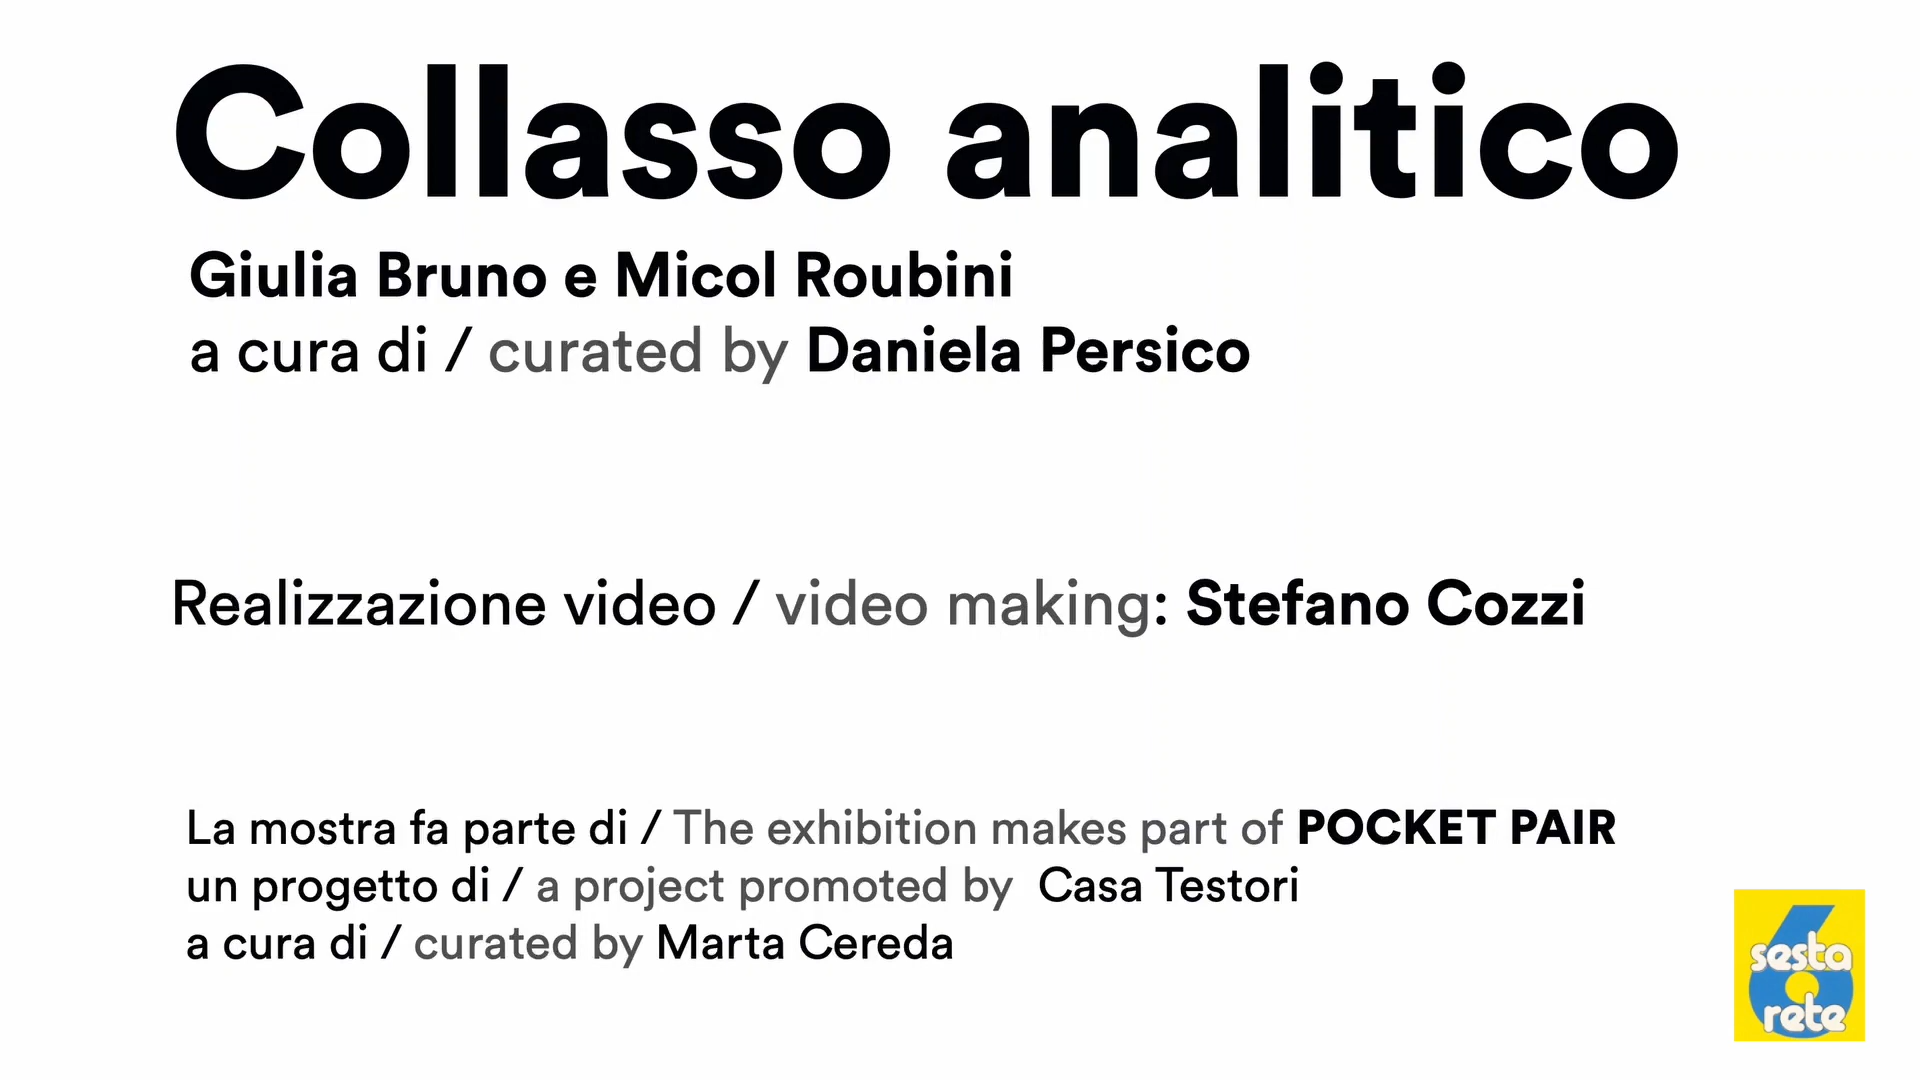 Collasso analitico
Giulia Bruno e Micol Roubini
a cura di / curated by Daniela Persico
Realizzazione video / video making: Stefano Cozzi
La mostra fa parte di / The exhibition makes part of POCKET PAIR
un progetto di / a project promoted by Casa Testori
a cura di / curated by Marta Cereda
6
sesta
rete